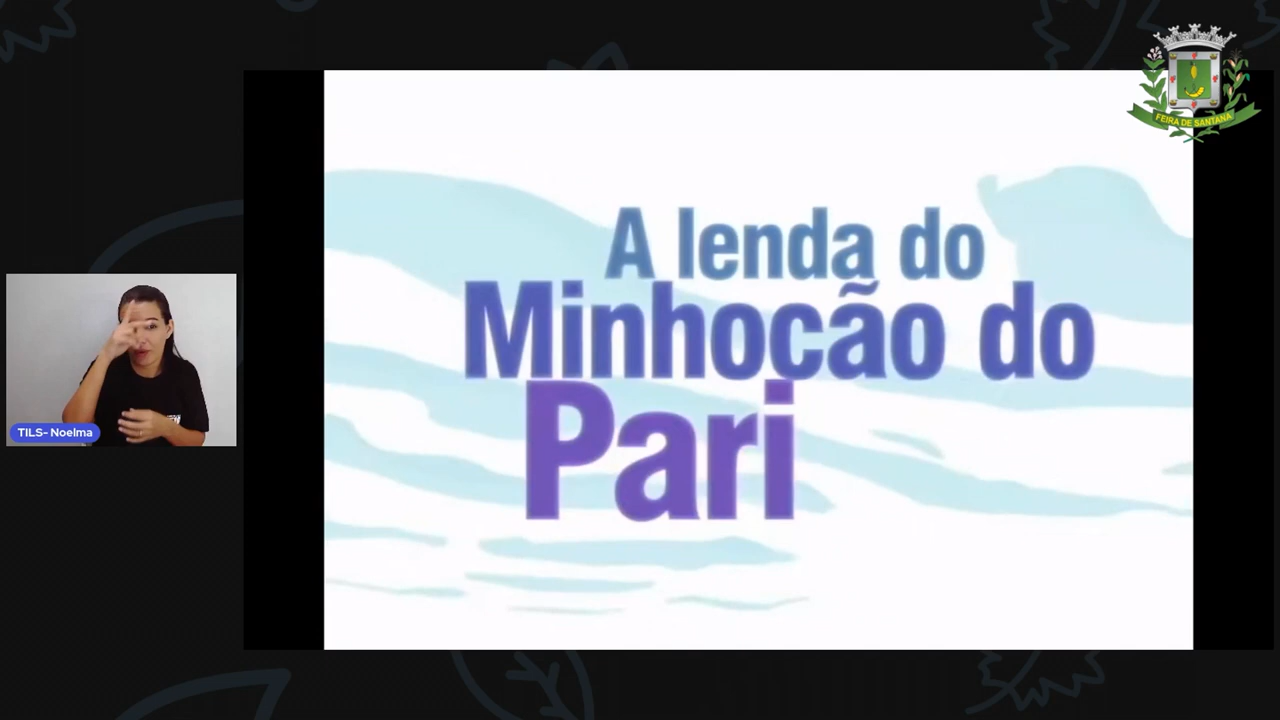 FEIRA DE SANTANA
A lenda do
Minhocão do
Pari
TILS- Noelma